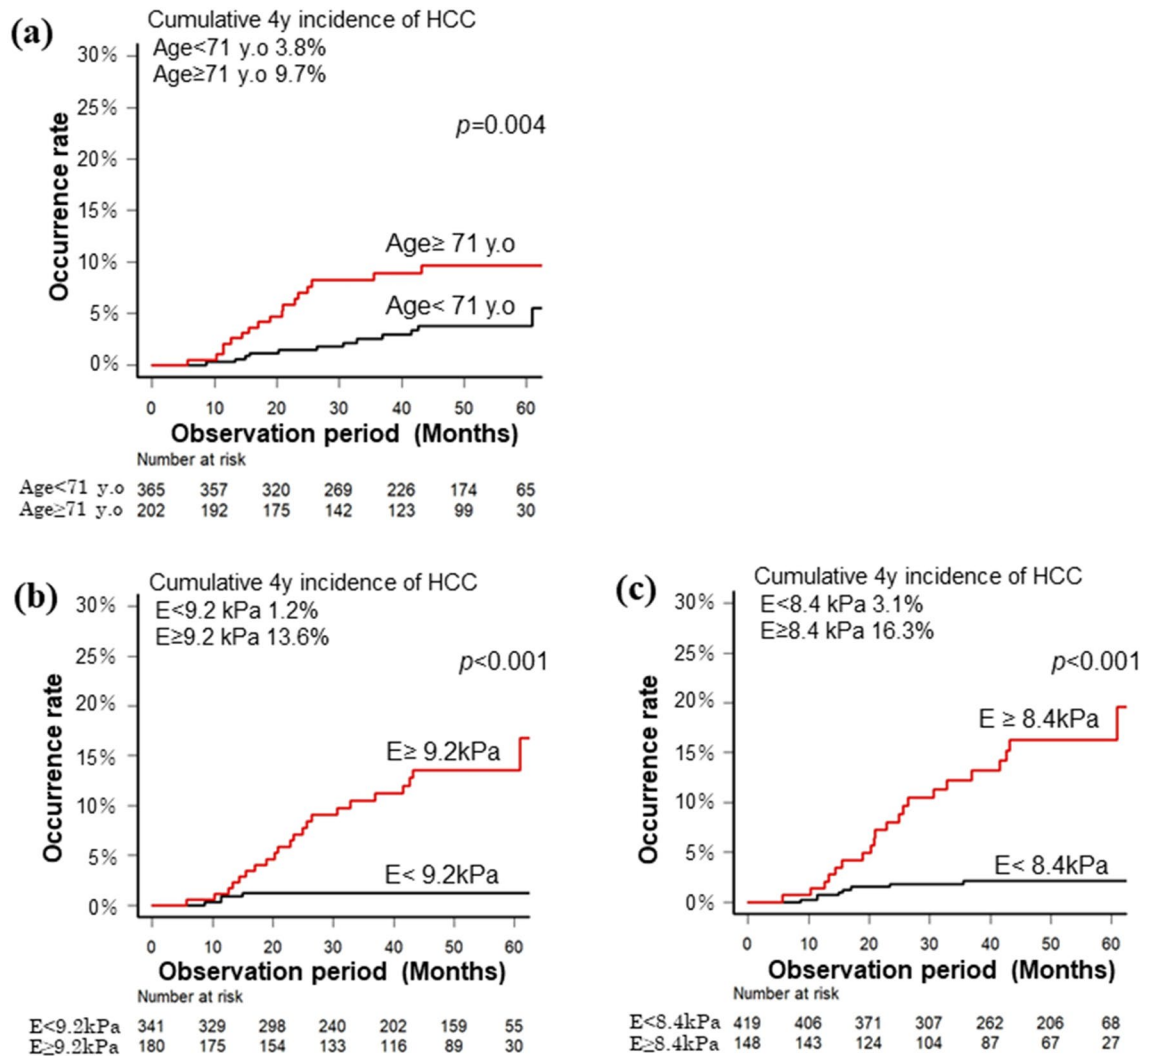 (a)
Cumulative 4y incidence of HCC
Age<71 y.o 3.8%
Age≥71 y.o 9.7%
p=0.004
Occurrence rate
30%
25%
20%
15%
10%
5%
0%
Age≥ 71 y.o
Age< 71 y.o
0 10 20 30 40 50 60
Observation period (Months)
Number at risk
Age<71 y.o 365 357 320 269 226 174 65
Age≥71 y.o 202 192 175 142 123 99 30
(b)
Cumulative 4y incidence of HCC
E<9.2 kPa 1.2%
E≥9.2 kPa 13.6%
p<0.001
Occurrence rate
30%
25%
20%
15%
10%
5%
0%
E≥ 9.2kPa
E< 9.2kPa
0 10 20 30 40 50 60
Observation period (Months)
Number at risk
E<9.2kPa 341 329 298 240 202 159 55
E≥9.2kPa 180 175 154 133 116 89 30
(c)
Cumulative 4y incidence of HCC
E<8.4 kPa 3.1%
E≥8.4 kPa 16.3%
p<0.001
Occurrence rate
30%
25%
20%
15%
10%
5%
0%
E ≥ 8.4kPa
E< 8.4kPa
0 10 20 30 40 50 60
Observation period (Months)
Number at risk
E<8.4kPa 419 406 371 307 262 206 68
E≥8.4kPa 148 143 124 104 87 67 27